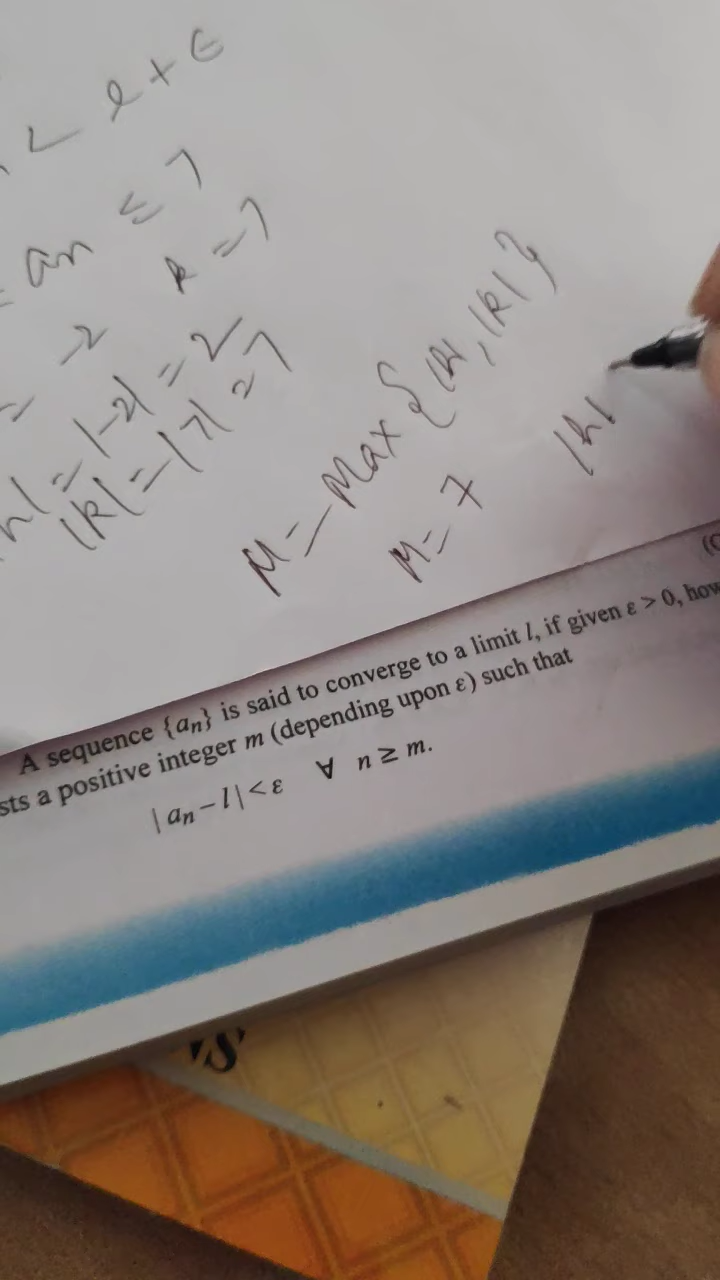 < l + ∈
an ≤ 7
k = 7
= -2
|h| = |-2| = 2
|k| = |7| = 7
M = Max {|h|, |k|}
M = 7
|h|
A sequence {aₙ} is said to converge to a limit l, if given ε > 0, how
sts a positive integer m (depending upon ε) such that
| aₙ − l | < ε ∀ n ≥ m.